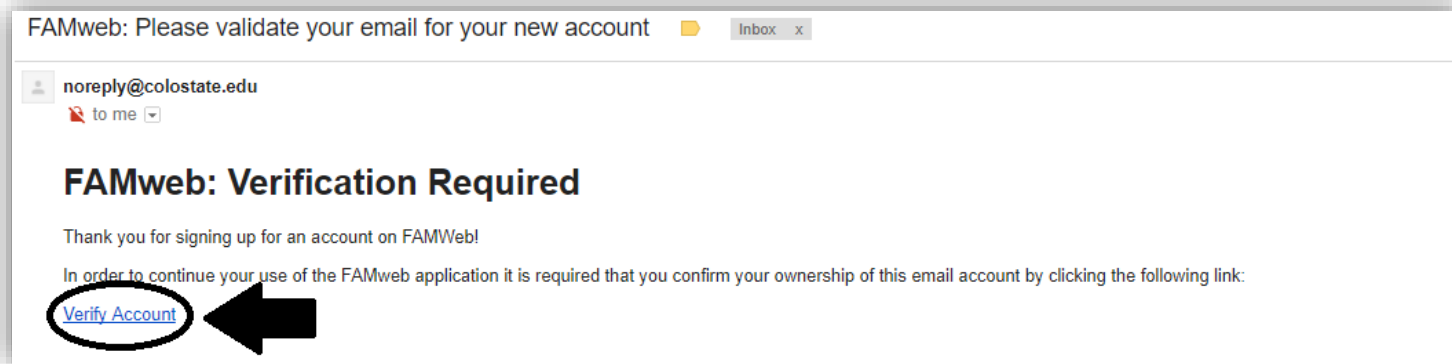 FAMweb: Please validate your email for your new account Inbox x
noreply@colostate.edu
to me
FAMweb: Verification Required
Thank you for signing up for an account on FAMWeb!
In order to continue your use of the FAMweb application it is required that you confirm your ownership of this email account by clicking the following link:
Verify Account